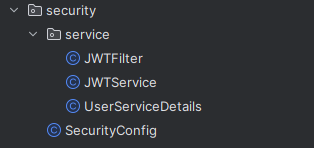 security
service
JWTFilter
JWTService
UserServiceDetails
SecurityConfig